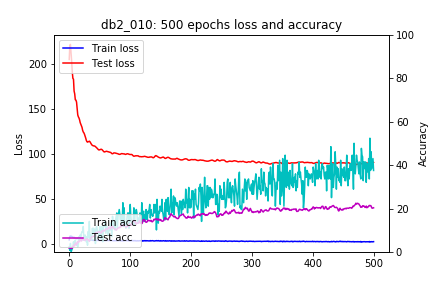 db2_010: 500 epochs loss and accuracy
Train loss
Test loss
Train acc
Test acc
Loss
Accuracy
200
150
100
50
0
100
80
60
40
20
0
0
100
200
300
400
500